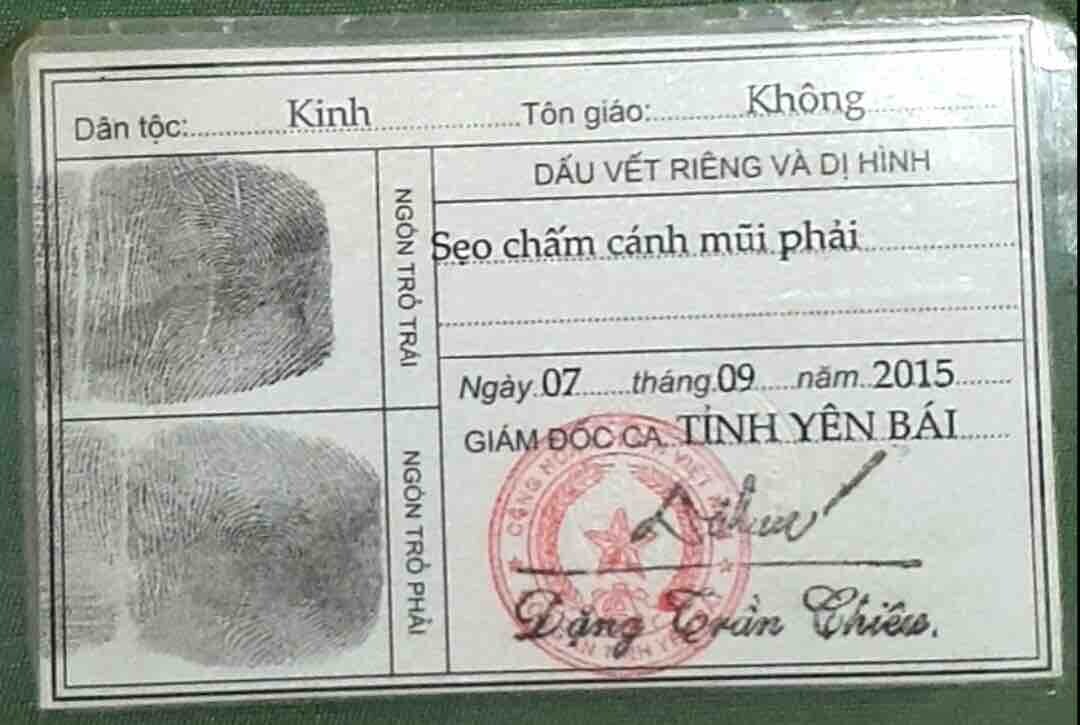 Dân tộc: Kinh Tôn giáo: Không
NGÓN TRỎ TRÁI
NGÓN TRỎ PHẢI
DẤU VẾT RIÊNG VÀ DỊ HÌNH
Sẹo chấm cánh mũi phải
Ngày 07 tháng 09 năm 2015
GIÁM ĐỐC CA TỈNH YÊN BÁI
Đặng Trần Chiêu.